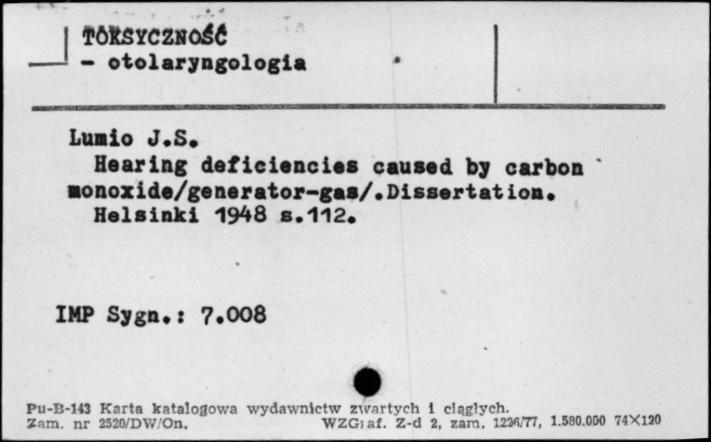 TOKSYCZNOŚĆ
- otolaryngologia
Lumio J.S.
Hearing deficiencies caused by carbon
monoxide/generator-gas/.Dissertation.
Helsinki 1948 s.112.
IMP Sygn.: 7.008
Pu-B-143 Karta katalogowa wydawnictw zwartych i ciągłych.
Zam. nr 2520/DW/On. WZGraf. Z-d 2, zam. 1226/77, 1.580.000 74×120